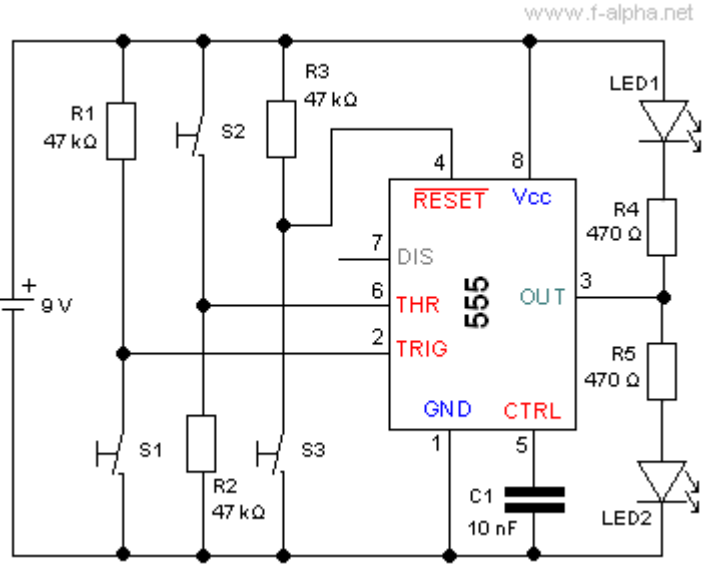 www.f-alpha.net
R3
47 kΩ
LED1
R1
47 kΩ
S2
4
8
RESET
Vcc
R4
470 Ω
7
DIS
+
9 V
6
THR
555
OUT
3
2
TRIG
R5
470 Ω
GND
CTRL
1
5
S1
S3
R2
47 kΩ
C1
10 nF
LED2